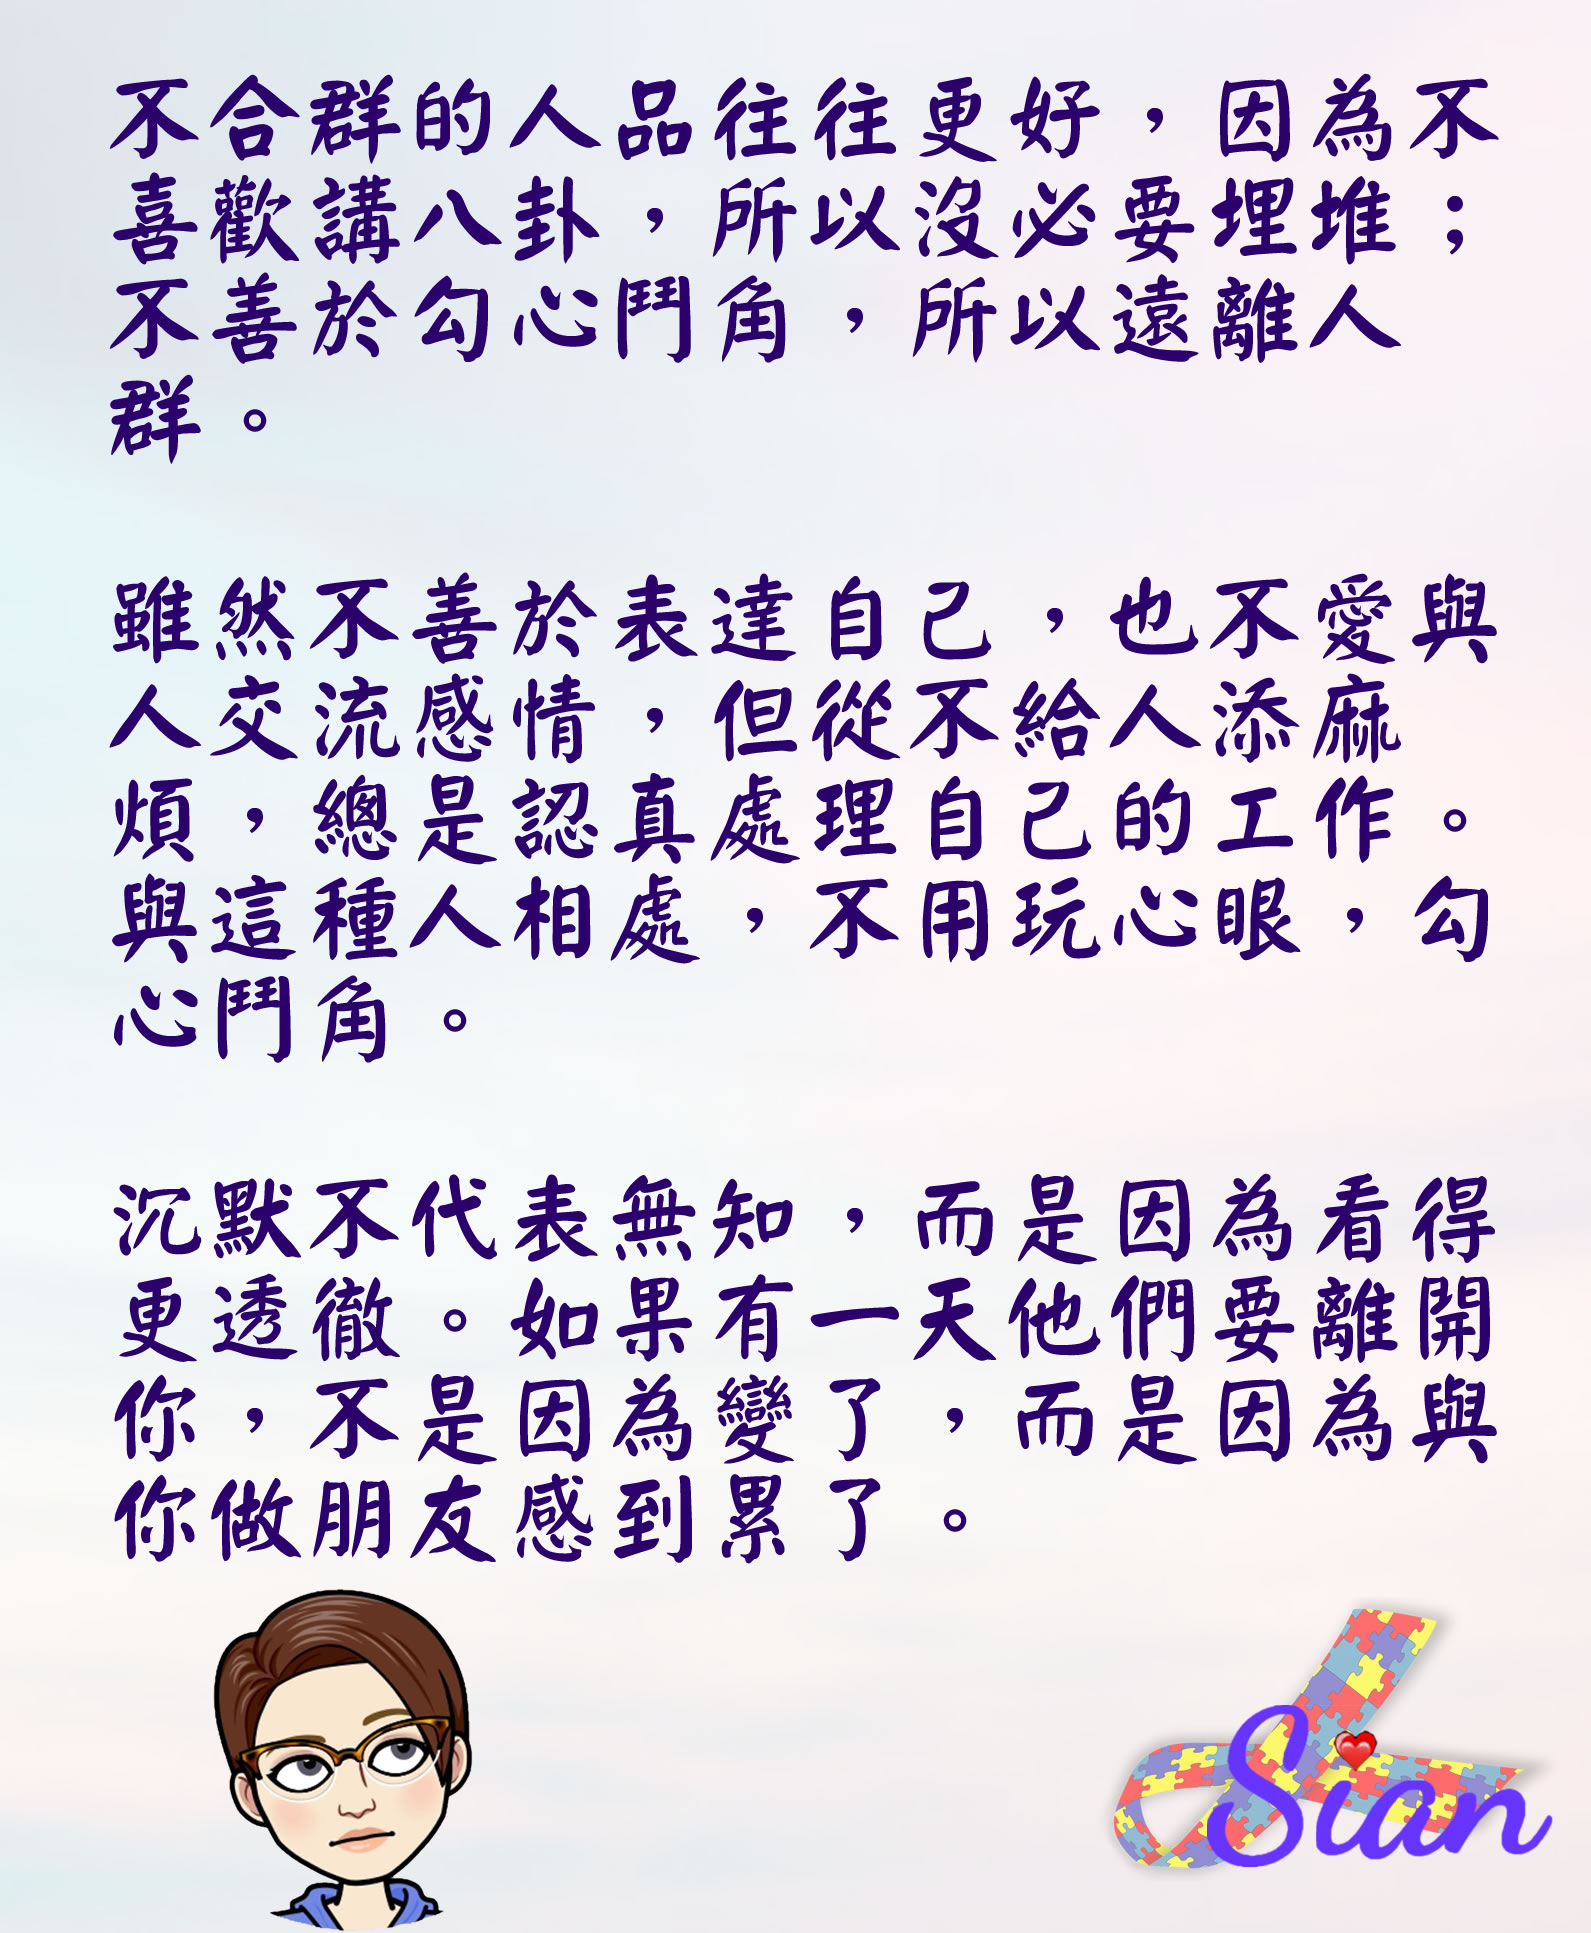 不合群的人品往往更好，因為不
喜歡講八卦，所以沒必要埋堆；
不善於勾心鬥角，所以遠離人
群。
雖然不善於表達自己，也不愛與
人交流感情，但從不給人添麻
煩，總是認真處理自己的工作。
與這種人相處，不用玩心眼，勾
心鬥角。
沉默不代表無知，而是因為看得
更透徹。如果有一天他們要離開
你，不是因為變了，而是因為與
你做朋友感到累了。
Sian